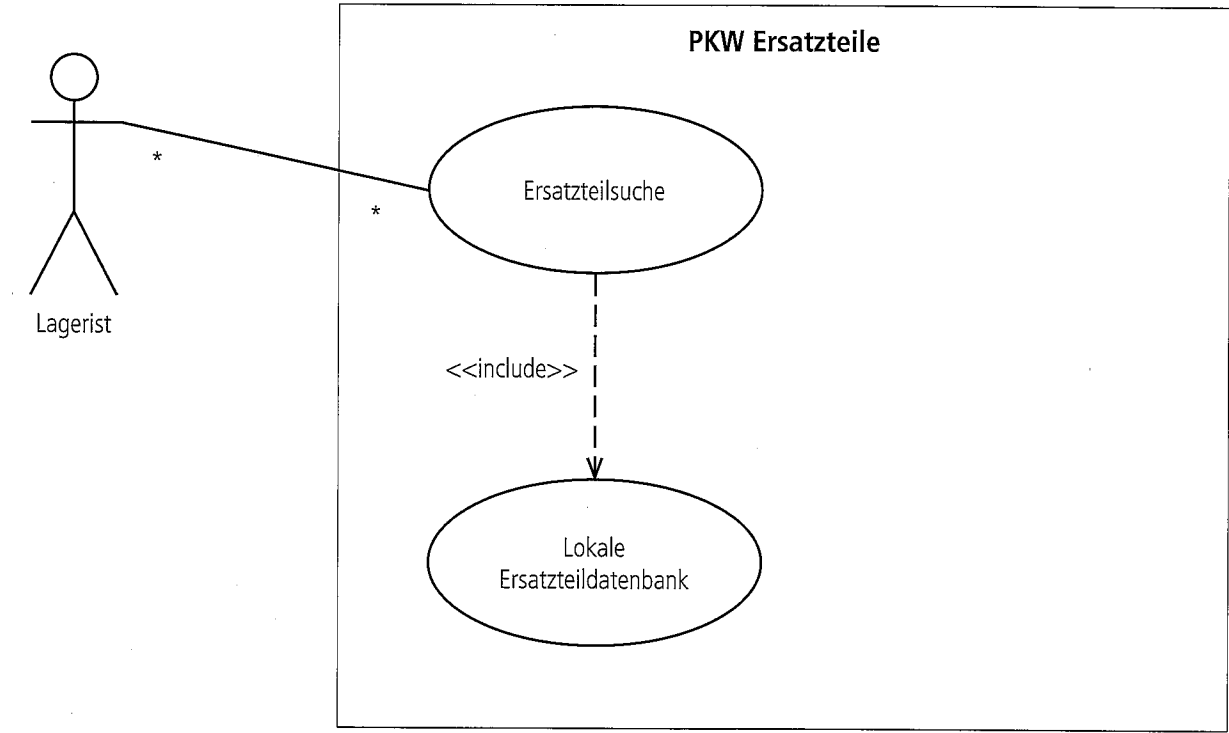 PKW Ersatzteile
Ersatzteilsuche
*
*
Lagerist
<<include>>
Lokale
Ersatzteildatenbank